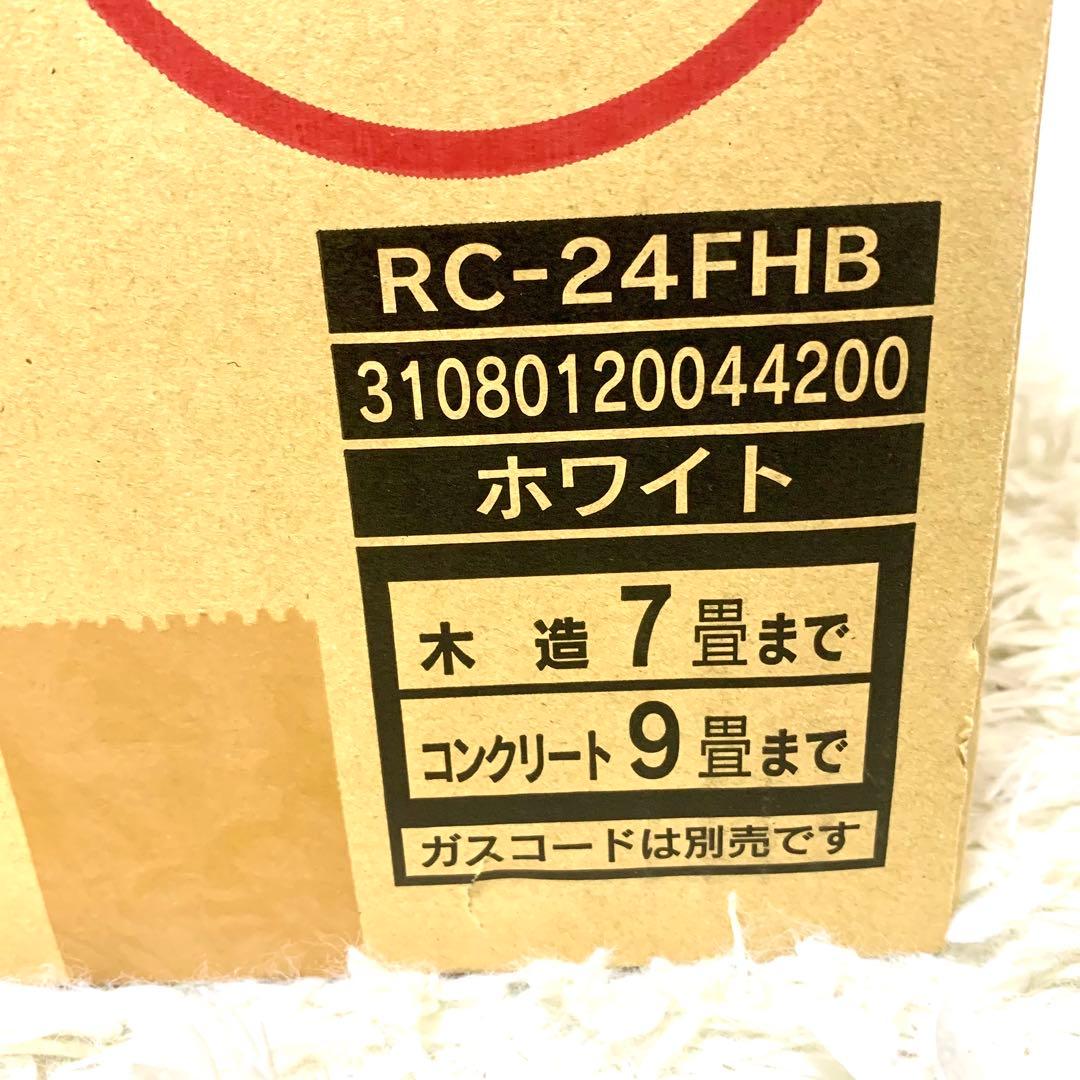 RC-24FHB
31080120044200
ホワイト
木造7畳まで
コンクリート9畳まで
ガスコードは別売です